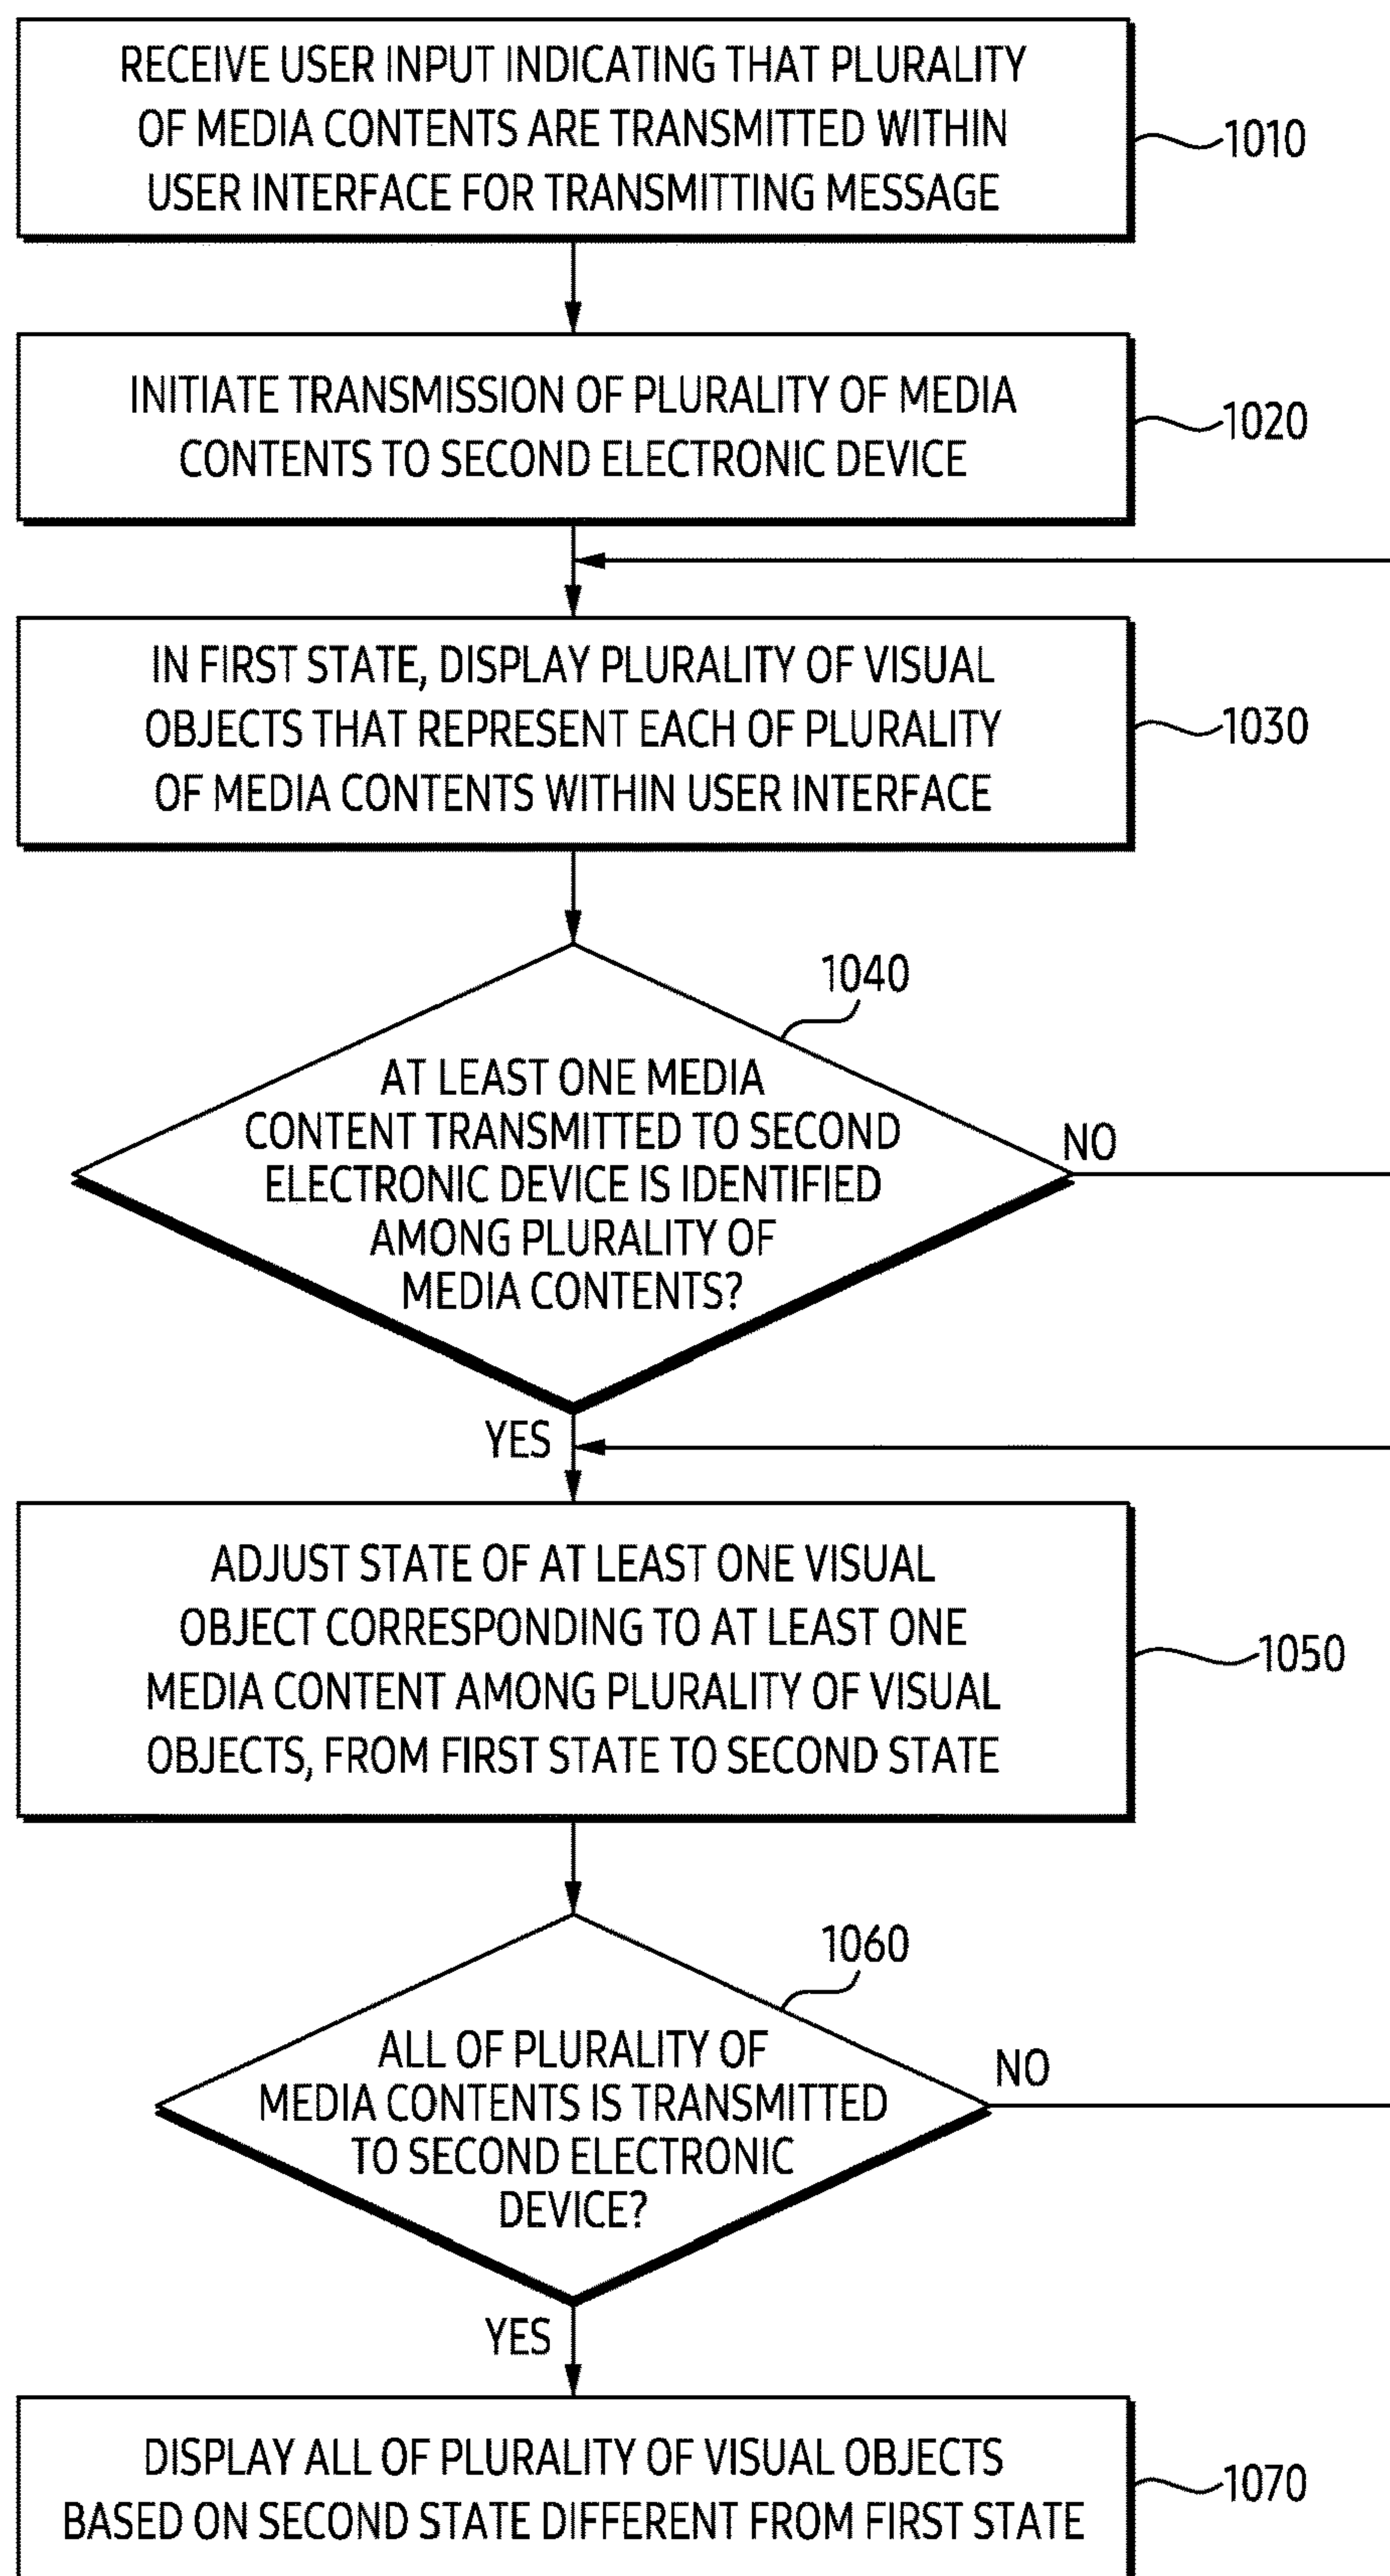 RECEIVE USER INPUT INDICATING THAT PLURALITY
OF MEDIA CONTENTS ARE TRANSMITTED WITHIN
USER INTERFACE FOR TRANSMITTING MESSAGE
1010
INITIATE TRANSMISSION OF PLURALITY OF MEDIA
CONTENTS TO SECOND ELECTRONIC DEVICE
1020
IN FIRST STATE, DISPLAY PLURALITY OF VISUAL
OBJECTS THAT REPRESENT EACH OF PLURALITY
OF MEDIA CONTENTS WITHIN USER INTERFACE
1030
1040
AT LEAST ONE MEDIA
CONTENT TRANSMITTED TO SECOND
ELECTRONIC DEVICE IS IDENTIFIED
AMONG PLURALITY OF
MEDIA CONTENTS?
NO
YES
ADJUST STATE OF AT LEAST ONE VISUAL
OBJECT CORRESPONDING TO AT LEAST ONE
MEDIA CONTENT AMONG PLURALITY OF VISUAL
OBJECTS, FROM FIRST STATE TO SECOND STATE
1050
1060
ALL OF PLURALITY OF
MEDIA CONTENTS IS TRANSMITTED
TO SECOND ELECTRONIC
DEVICE?
NO
YES
DISPLAY ALL OF PLURALITY OF VISUAL OBJECTS
BASED ON SECOND STATE DIFFERENT FROM FIRST STATE
1070